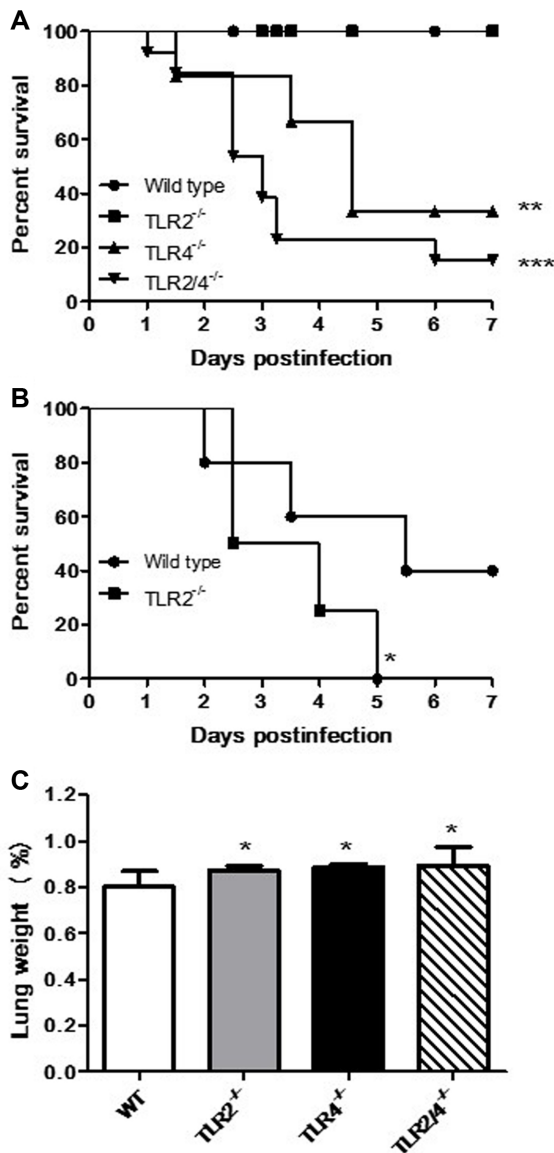 A
Percent survival
100
80
60
40
20
0
Wild type
TLR2-/-
TLR4-/-
TLR2/4-/-
**
***
0 1 2 3 4 5 6 7
Days postinfection
B
Percent survival
100
80
60
40
20
0
Wild type
TLR2-/-
*
0 1 2 3 4 5 6 7
Days postinfection
C
Lung weight ( %)
1.2
1.0
0.8
0.6
0.4
0.2
0.0
* * *
WT TLR2-/- TLR4-/- TLR2/4-/-